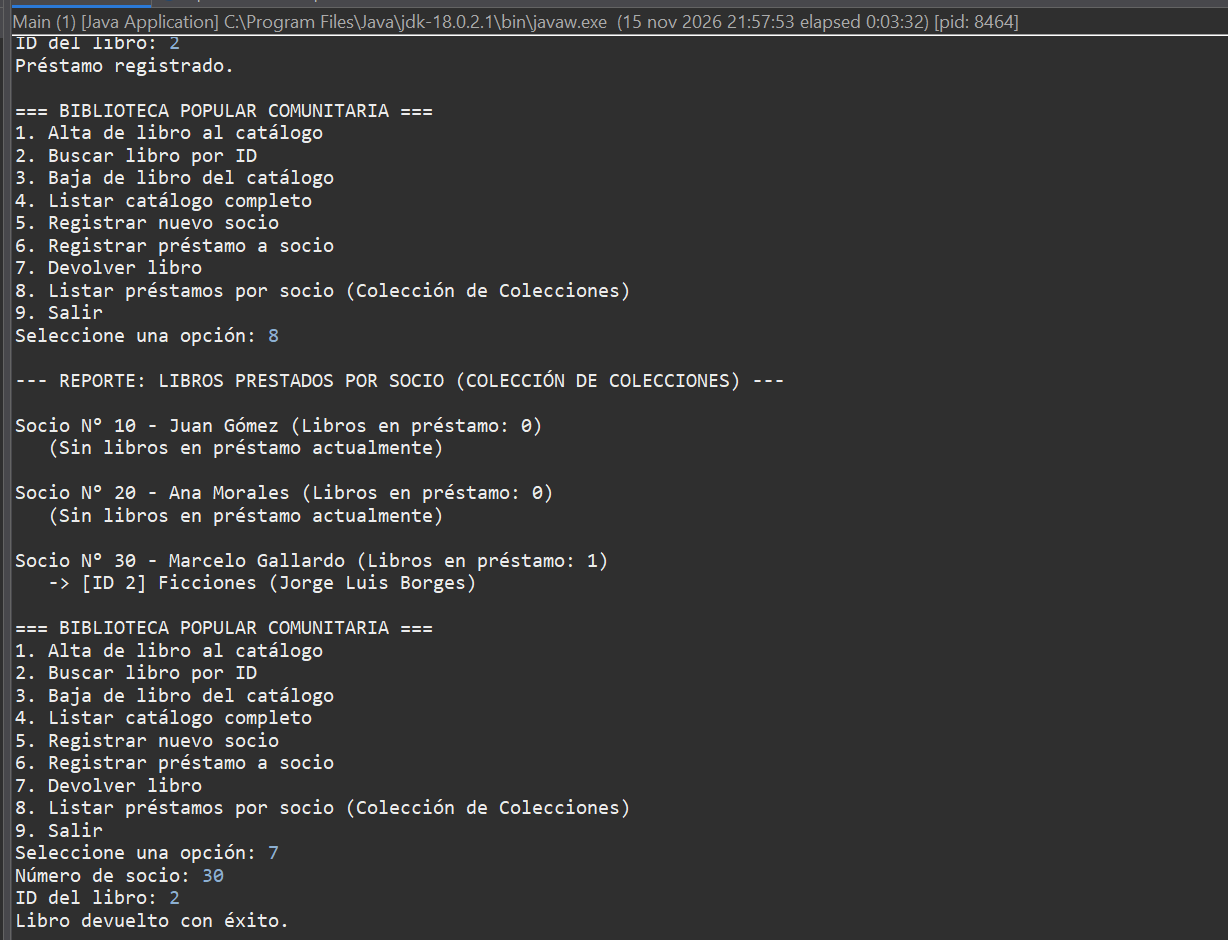 Main (1) [Java Application] C:\Program Files\Java\jdk-18.0.2.1\bin\javaw.exe (15 nov 2026 21:57:53 elapsed 0:03:32) [pid: 8464]
ID del libro: 2
Préstamo registrado.
=== BIBLIOTECA POPULAR COMUNITARIA ===
1. Alta de libro al catálogo
2. Buscar libro por ID
3. Baja de libro del catálogo
4. Listar catálogo completo
5. Registrar nuevo socio
6. Registrar préstamo a socio
7. Devolver libro
8. Listar préstamos por socio (Colección de Colecciones)
9. Salir
Seleccione una opción: 8
--- REPORTE: LIBROS PRESTADOS POR SOCIO (COLECCIÓN DE COLECCIONES) ---
Socio N° 10 - Juan Gómez (Libros en préstamo: 0)
(Sin libros en préstamo actualmente)
Socio N° 20 - Ana Morales (Libros en préstamo: 0)
(Sin libros en préstamo actualmente)
Socio N° 30 - Marcelo Gallardo (Libros en préstamo: 1)
-> [ID 2] Ficciones (Jorge Luis Borges)
=== BIBLIOTECA POPULAR COMUNITARIA ===
1. Alta de libro al catálogo
2. Buscar libro por ID
3. Baja de libro del catálogo
4. Listar catálogo completo
5. Registrar nuevo socio
6. Registrar préstamo a socio
7. Devolver libro
8. Listar préstamos por socio (Colección de Colecciones)
9. Salir
Seleccione una opción: 7
Número de socio: 30
ID del libro: 2
Libro devuelto con éxito.